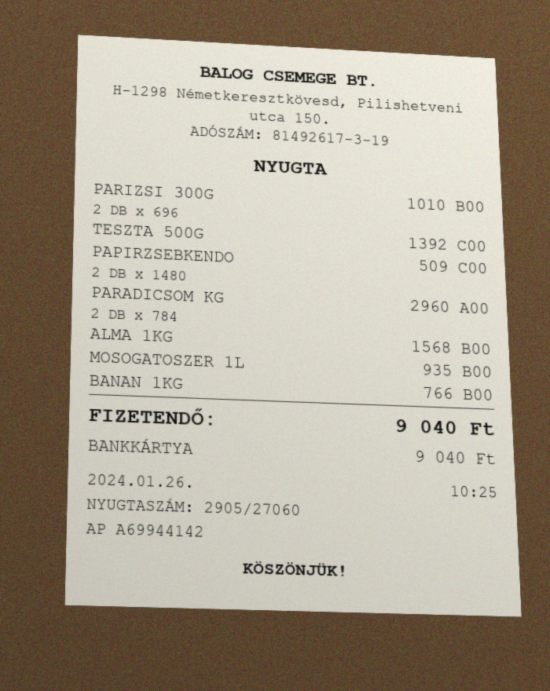 BALOG CSEMEGE BT.
H-1298 Németkeresztkövesd, Pilishetveni
utca 150.
ADÓSZÁM: 81492617-3-19
NYUGTA
PARIZSI 300G 1010 B00
2 DB x 696
TESZTA 500G 1392 C00
PAPIRZSEBKENDO 509 C00
2 DB x 1480
PARADICSOM KG 2960 A00
2 DB x 784
ALMA 1KG 1568 B00
MOSOGATOSZER 1L 935 B00
BANAN 1KG 766 B00
FIZETENDŐ: 9 040 Ft
BANKKÁRTYA 9 040 Ft
2024.01.26. 10:25
NYUGTASZÁM: 2905/27060
AP A69944142
KÖSZÖNJÜK!